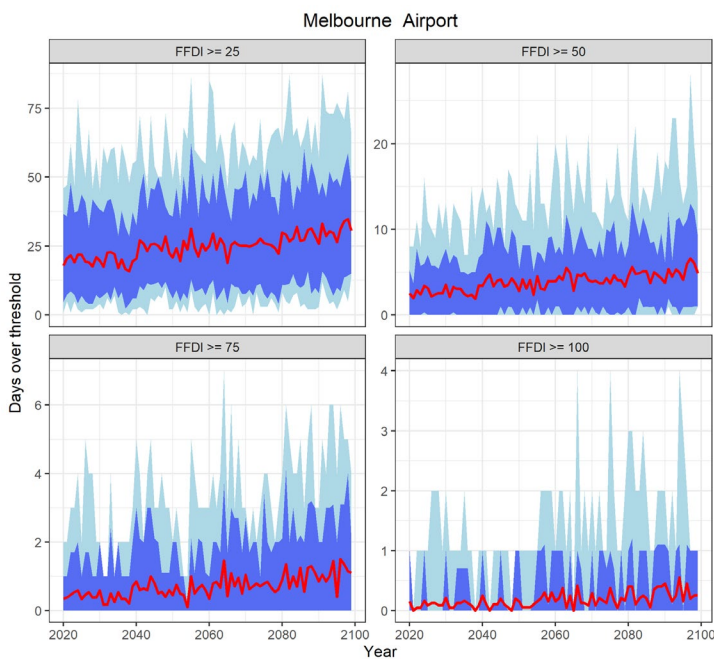 Melbourne Airport
FFDI >= 25
FFDI >= 50
75
50
25
0
20
10
0
Days over threshold
FFDI >= 75
FFDI >= 100
6
4
2
0
4
3
2
1
0
2020 2040 2060 2080 2100
2020 2040 2060 2080 2100
Year